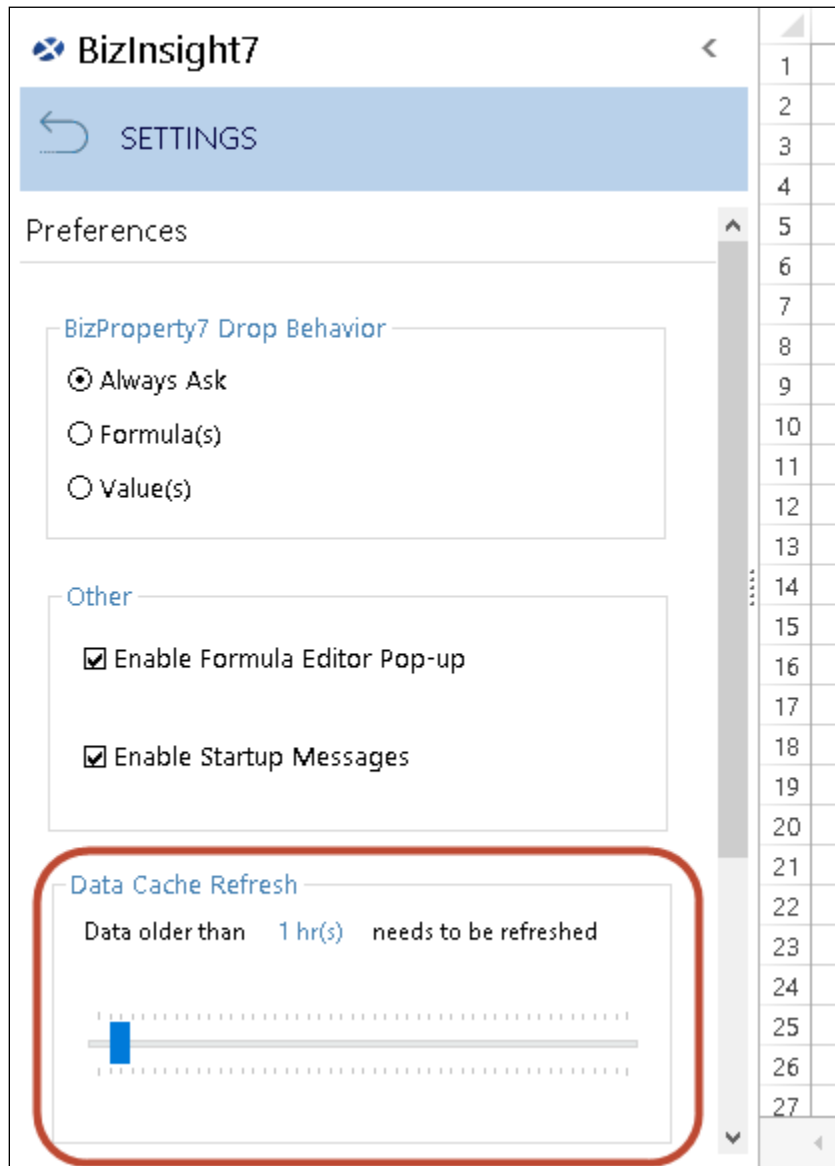 BizInsight7
SETTINGS
Preferences
BizProperty7 Drop Behavior
Always Ask
Formula(s)
Value(s)
Other
Enable Formula Editor Pop-up
Enable Startup Messages
Data Cache Refresh
Data older than 1 hr(s) needs to be refreshed
1
2
3
4
5
6
7
8
9
10
11
12
13
14
15
16
17
18
19
20
21
22
23
24
25
26
27